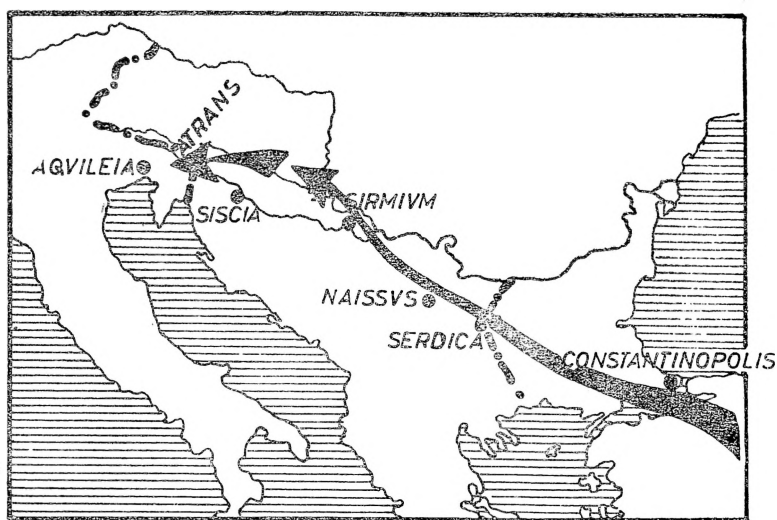 ATRANS
AQVILEIA
SISCIA
SIRMIVM
NAISSVS
SERDICA
CONSTANTINOPOLIS